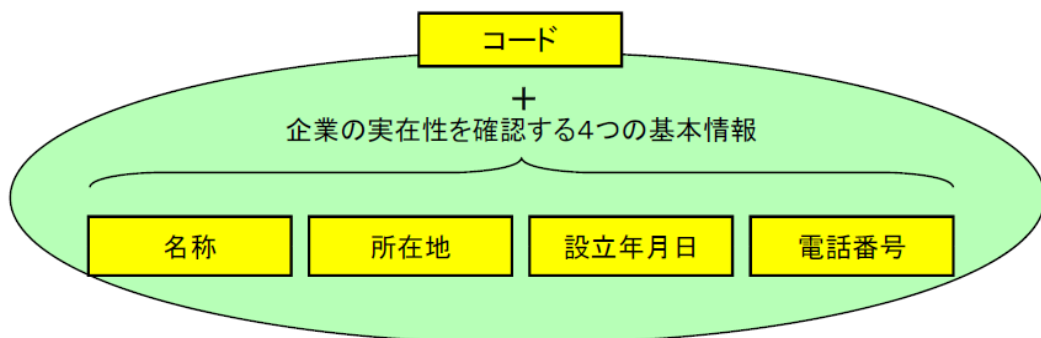 コード
+
企業の実在性を確認する4つの基本情報
名称
所在地
設立年月日
電話番号